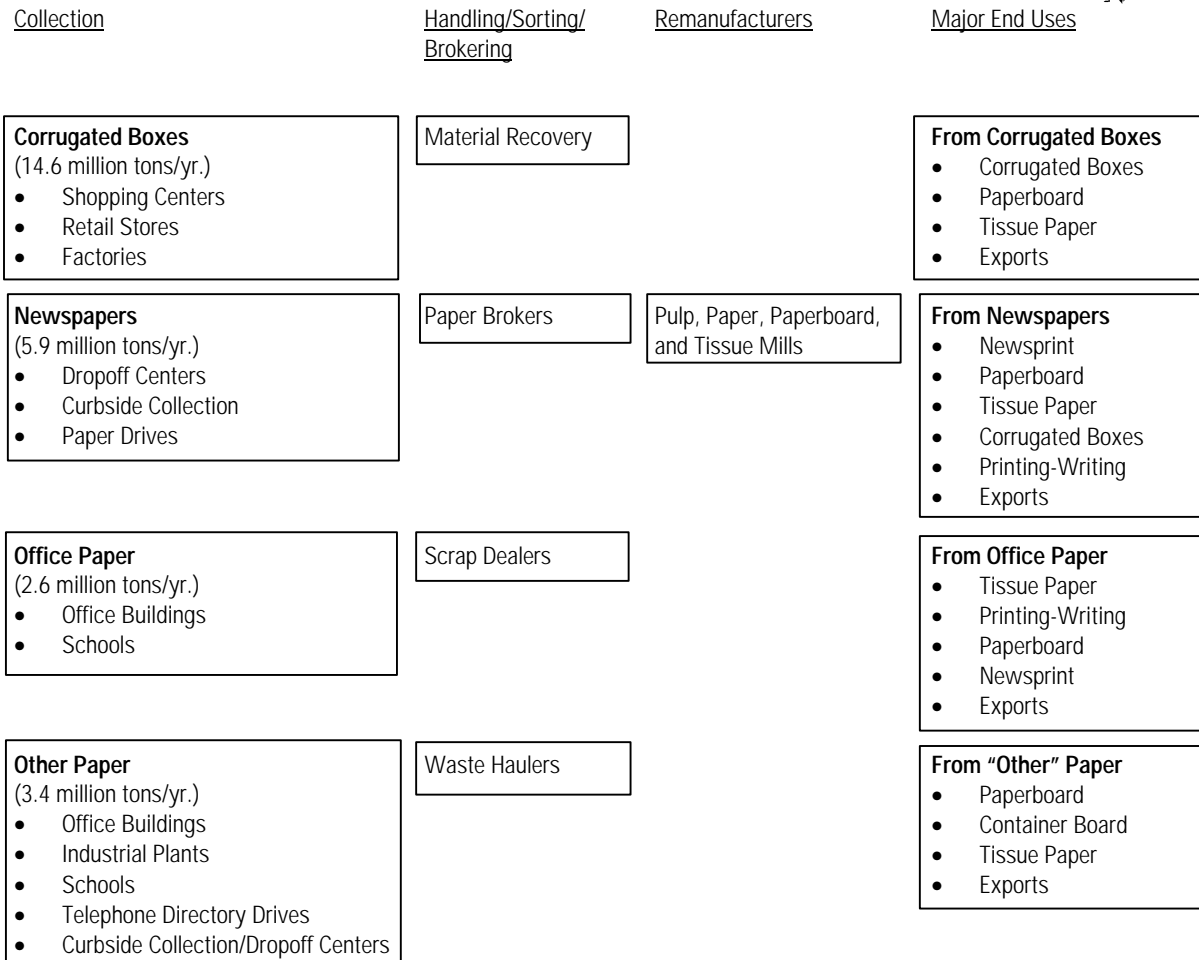 Collection
Handling/Sorting/
Brokering
Remanufacturers
Major End Uses
Corrugated Boxes
(14.6 million tons/yr.)
• Shopping Centers
• Retail Stores
• Factories
Material Recovery
From Corrugated Boxes
• Corrugated Boxes
• Paperboard
• Tissue Paper
• Exports
Newspapers
(5.9 million tons/yr.)
• Dropoff Centers
• Curbside Collection
• Paper Drives
Paper Brokers
Pulp, Paper, Paperboard,
and Tissue Mills
From Newspapers
• Newsprint
• Paperboard
• Tissue Paper
• Corrugated Boxes
• Printing-Writing
• Exports
Office Paper
(2.6 million tons/yr.)
• Office Buildings
• Schools
Scrap Dealers
From Office Paper
• Tissue Paper
• Printing-Writing
• Paperboard
• Newsprint
• Exports
Other Paper
(3.4 million tons/yr.)
• Office Buildings
• Industrial Plants
• Schools
• Telephone Directory Drives
• Curbside Collection/Dropoff Centers
Waste Haulers
From “Other” Paper
• Paperboard
• Container Board
• Tissue Paper
• Exports